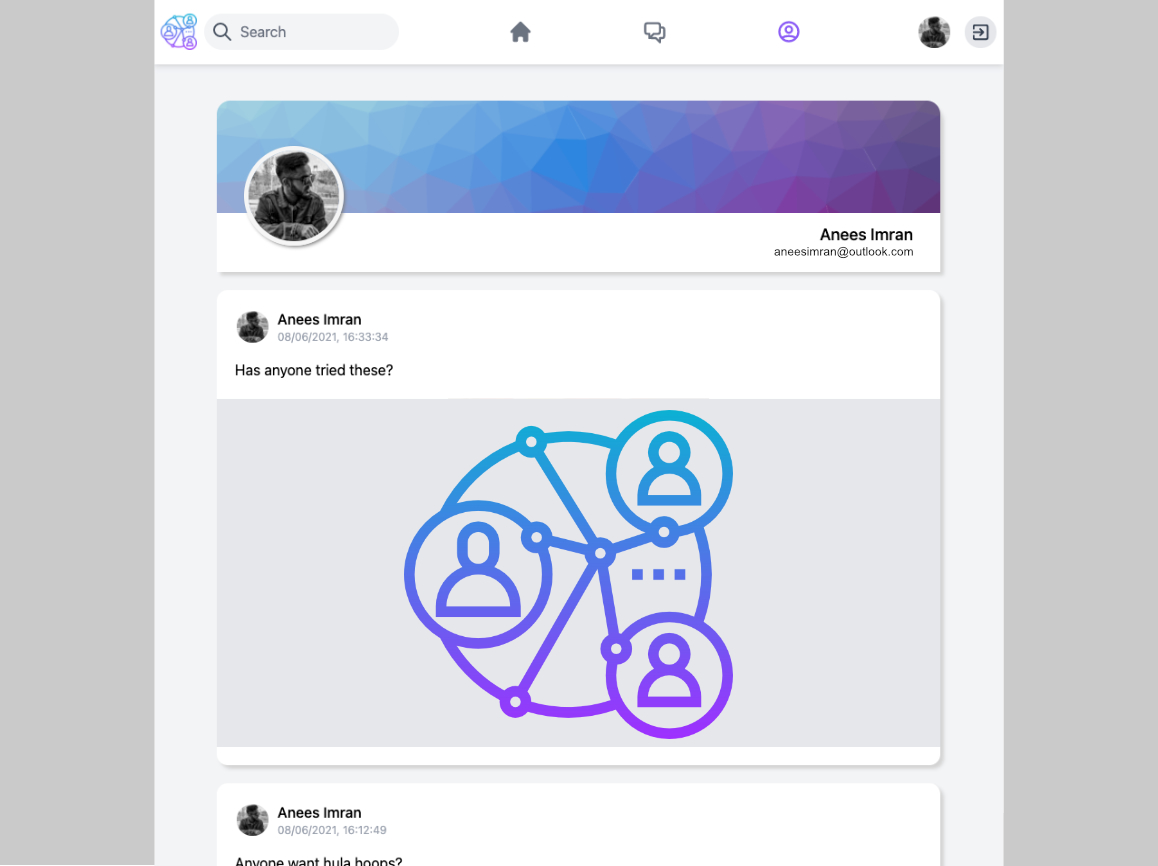 Search
Anees Imran
aneesimran@outlook.com
Anees Imran
08/06/2021, 16:33:34
Has anyone tried these?
Anees Imran
08/06/2021, 16:12:49
Anyone want hula hoops?